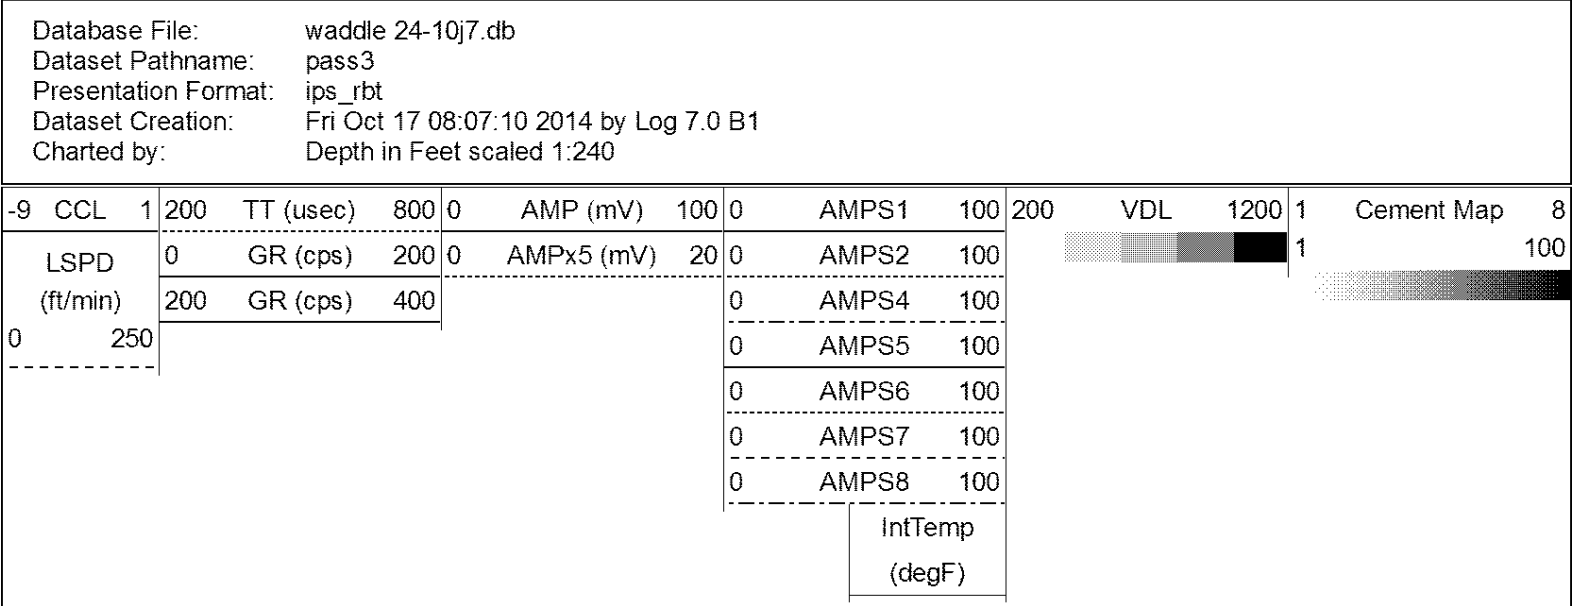 Database File: waddle 24-10j7.db
Dataset Pathname: pass3
Presentation Format: ips_rbt
Dataset Creation: Fri Oct 17 08:07:10 2014 by Log 7.0 B1
Charted by: Depth in Feet scaled 1:240
-9 CCL 1 200 TT (usec) 800 0 AMP (mV) 100 0 AMPS1 100 200 VDL 1200 1 Cement Map 8
LSPD 0 GR (cps) 200 0 AMPx5 (mV) 20 0 AMPS2 100 1 100
(ft/min) 200 GR (cps) 400 0 AMPS4 100
0 250 0 AMPS5 100
0 AMPS6 100
0 AMPS7 100
0 AMPS8 100
IntTemp
(degF)